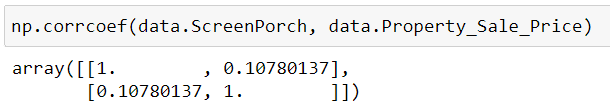 np.corrcoef(data.ScreenPorch, data.Property_Sale_Price)
array([[1.        , 0.10780137],
       [0.10780137, 1.        ]])